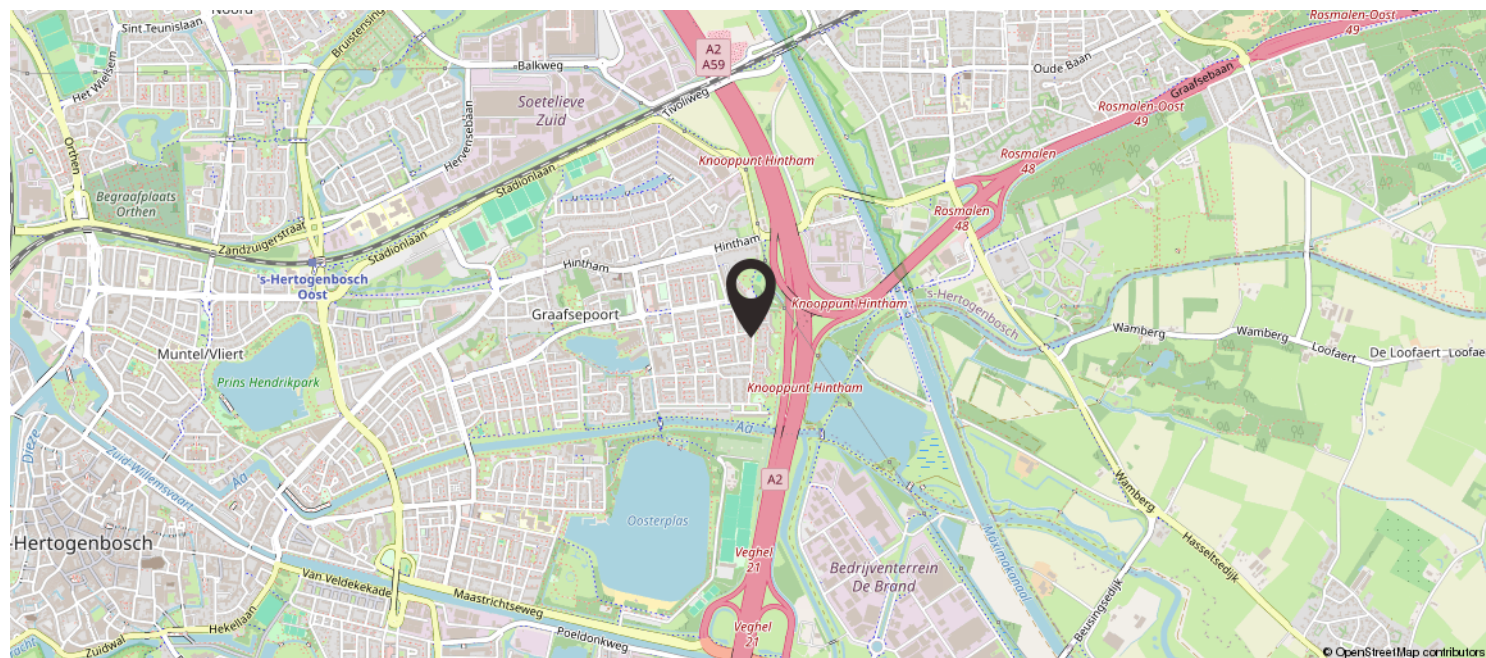 Noord
Sint Teunislaan
Bruistensing
Rosmalen-Oost
49
A2
A59
Balkweg
Oude Baan
Graafsebaan
Het Wielsem
Soetelieve
Zuid
Tivoliweg
Rosmalen-Oost
49
Orthen
Hervensebaan
Knooppunt Hintham
Rosmalen
48
Stadionlaan
Begraafplaats
Orthen
Rosmalen
48
Zandzuigerstraat
Stadionlaan
Hintham
Hintham
's-Hertogenbosch
Oost
's-Hertogenbosch
Knooppunt Hintham
Graafsepoort
Wamberg
Wamberg
Loofaert
De Loofaert
Loofae
Muntel/Vliert
Prins Hendrikpark
Knooppunt Hintham
Aa
Dieze
Zuid-Willemsvaart
Aa
A2
Wamberg
Oosterplas
-Hertogenbosch
Máximakanaal
Hasseltsedijk
Veghel
21
Bedrijventerrein
De Brand
Van Veldekekade
Maastrichtseweg
Beusingsedijk
Hekellaan
Veghel
21
Poeldonkweg
Zuidwal
racht
© OpenStreetMap contributors